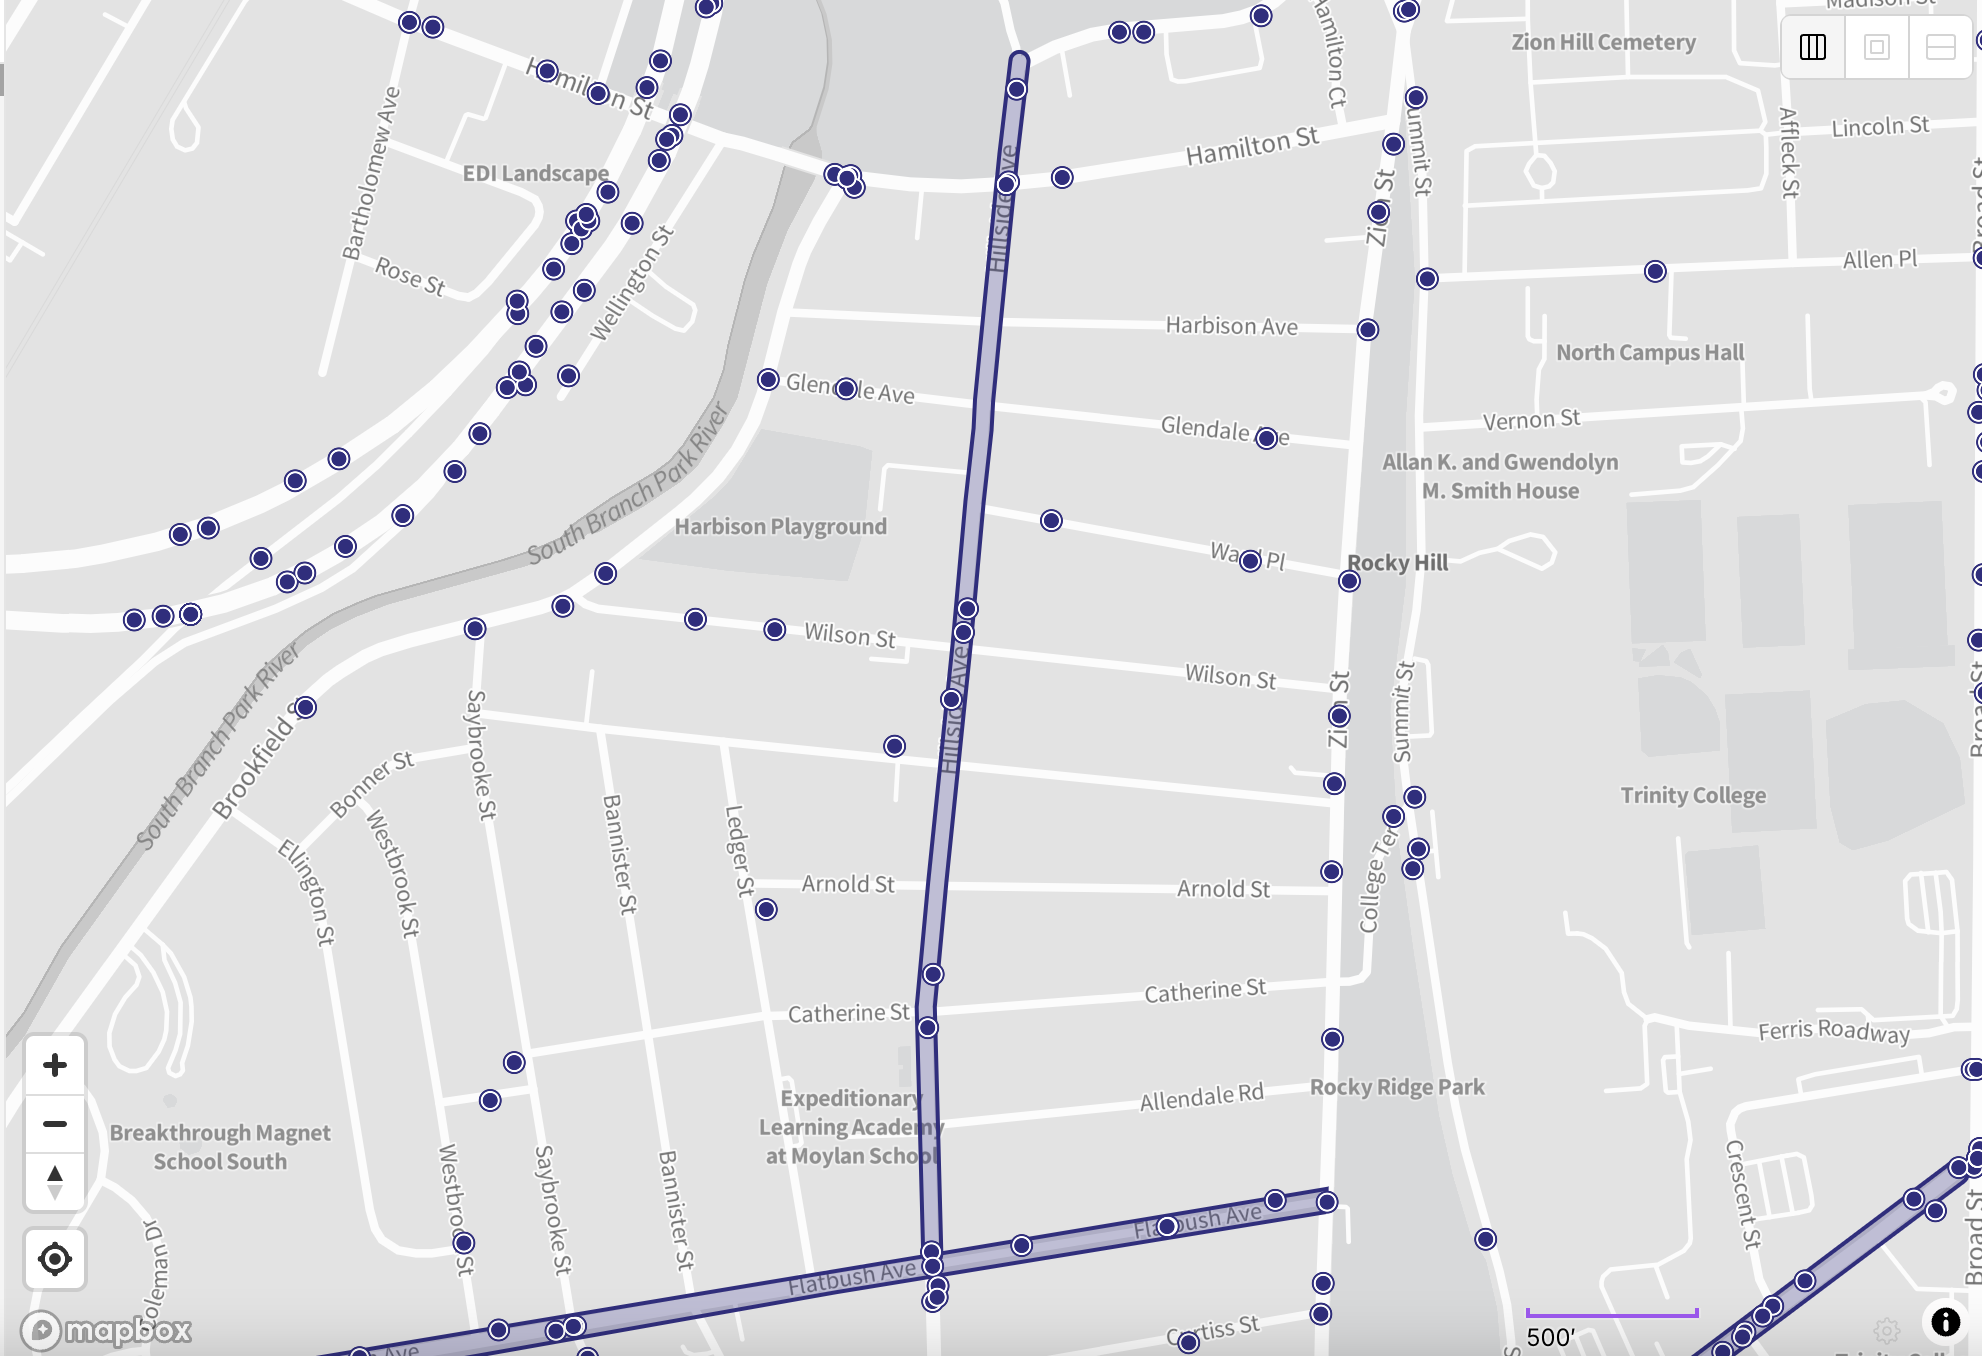 Madison St
Hamilton St
Hamilton Ct
Zion Hill Cemetery
Bartholomew Ave
EDI Landscape
Hillside Ave
Hamilton St
Summit St
Affleck St
Lincoln St
Zion St
Rose St
Wellington St
Allen Pl
Harbison Ave
North Campus Hall
Glendale Ave
Glendale Ave
Vernon St
Allan K. and Gwendolyn
M. Smith House
South Branch Park River
Harbison Playground
Ward Pl
Rocky Hill
Wilson St
Wilson St
Hillside Ave
Zion St
Summit St
South Branch Park River
Brookfield St
Saybrooke St
Bonner St
Westbrook St
Ellington St
Bannister St
Ledger St
Trinity College
Arnold St
Arnold St
College Ter
Catherine St
Catherine St
Ferris Roadway
Expeditionary
Learning Academy
at Moylan School
Allendale Rd
Rocky Ridge Park
Breakthrough Magnet
School South
Westbrook St
Saybrooke St
Bannister St
Crescent St
Broad St
Coleman Dr
Flatbush Ave
Flatbush Ave
Curtiss St
500'
mapbox